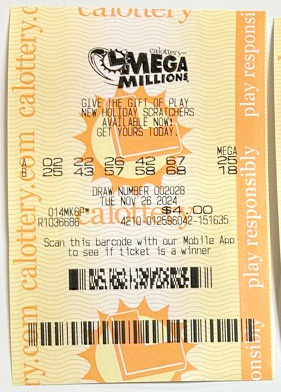 calottery
MEGA
MILLIONS
GIVE THE GIFT OF PLAY
NEW HOLIDAY SCRATCHERS
AVAILABLE NOW!
GET YOURS TODAY.
MEGA
A 02 22 26 42 67 25
B 25 43 57 58 68 18
DRAW NUMBER 002028
TUE NOV 26 2024
014MK6P* $4.00
R1036686 4210-012596042-151635
Scan this barcode with our Mobile App
to see if ticket is a winner
calottery.com
play responsibly
calottery